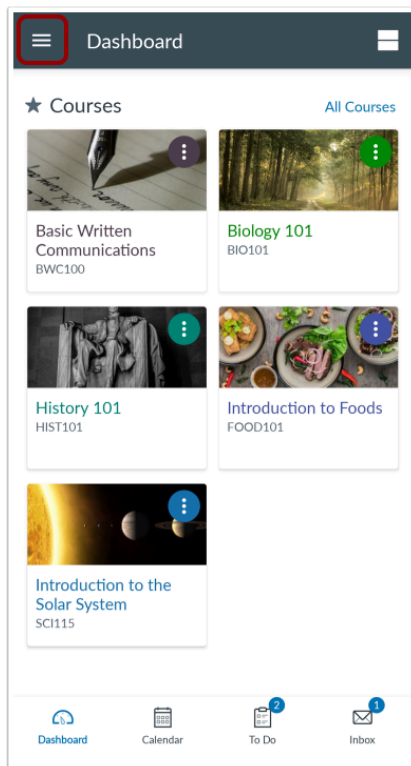 Dashboard
★ Courses
All Courses
Basic Written
Communications
BWC100
Biology 101
BIO101
History 101
HIST101
Introduction to Foods
FOOD101
Introduction to the
Solar System
SCI115
2
1
Dashboard
Calendar
To Do
Inbox